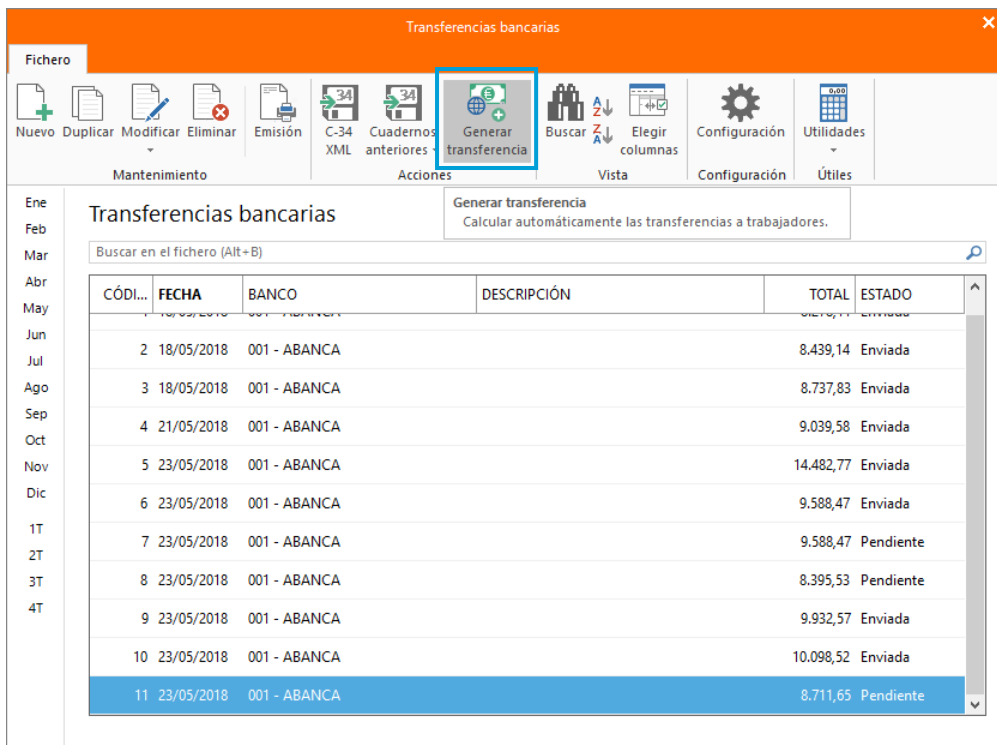 Transferencias bancarias
Fichero
Nuevo Duplicar Modificar Eliminar Emisión C-34 XML Cuadernos anteriores Generar transferencia Buscar Elegir columnas Configuración Utilidades
Mantenimiento Acciones Vista Configuración Útiles
Generar transferencia
Calcular automáticamente las transferencias a trabajadores.
Ene
Feb
Mar
Abr
May
Jun
Jul
Ago
Sep
Oct
Nov
Dic
1T
2T
3T
4T
Transferencias bancarias
Buscar en el fichero (Alt+B)
CÓDI... FECHA BANCO DESCRIPCIÓN TOTAL ESTADO
2 18/05/2018 001 - ABANCA 8.439,14 Enviada
3 18/05/2018 001 - ABANCA 8.737,83 Enviada
4 21/05/2018 001 - ABANCA 9.039,58 Enviada
5 23/05/2018 001 - ABANCA 14.482,77 Enviada
6 23/05/2018 001 - ABANCA 9.588,47 Enviada
7 23/05/2018 001 - ABANCA 9.588,47 Pendiente
8 23/05/2018 001 - ABANCA 8.395,53 Pendiente
9 23/05/2018 001 - ABANCA 9.932,57 Enviada
10 23/05/2018 001 - ABANCA 10.098,52 Enviada
11 23/05/2018 001 - ABANCA 8.711,65 Pendiente